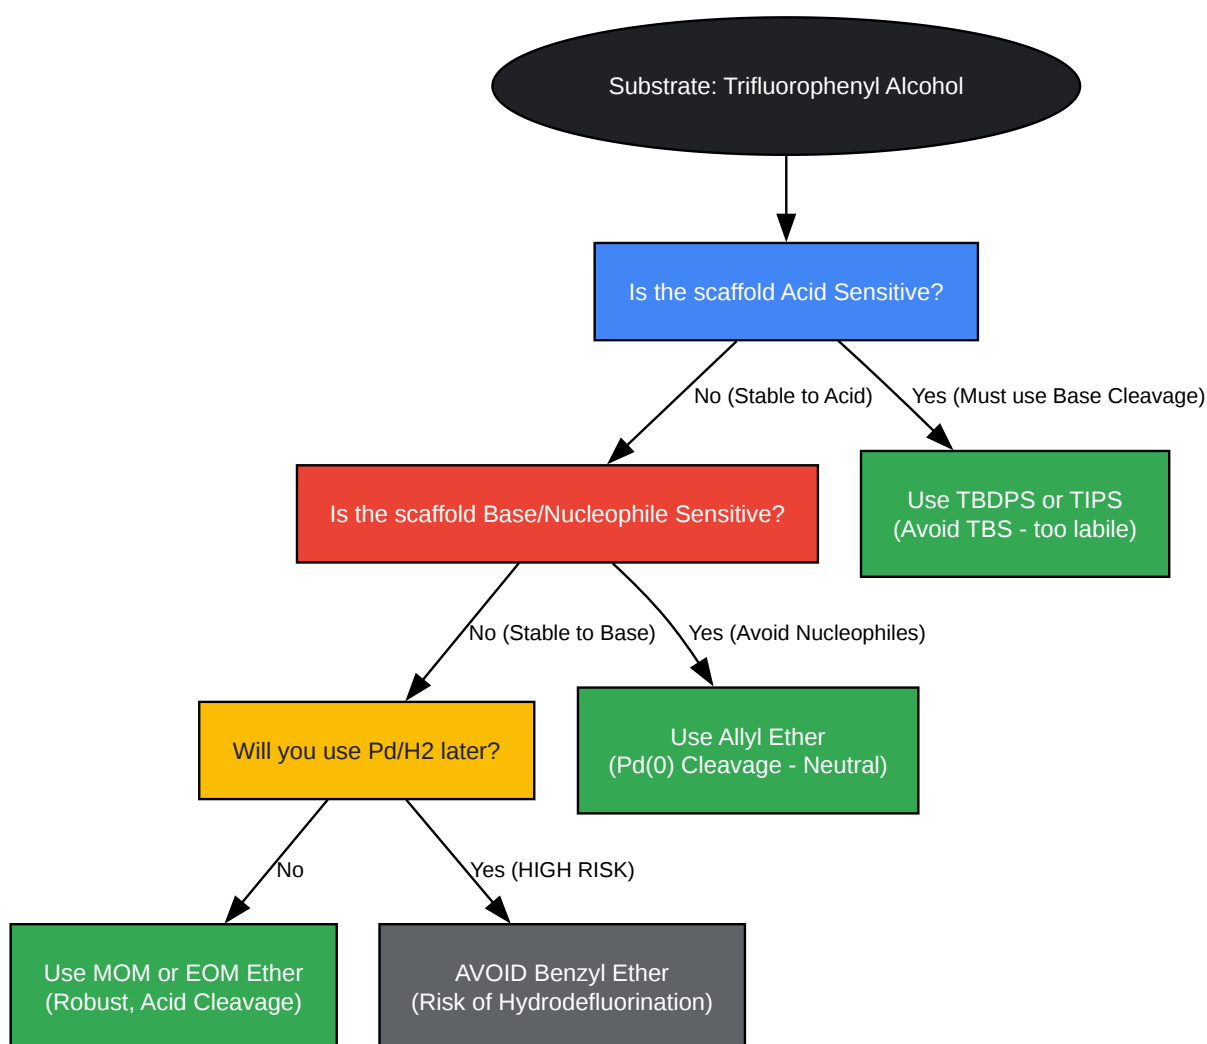 Substrate: Trifluorophenyl Alcohol
Is the scaffold Acid Sensitive?
No (Stable to Acid)
Yes (Must use Base Cleavage)
Is the scaffold Base/Nucleophile Sensitive?
Use TBDPS or TIPS
(Avoid TBS - too labile)
No (Stable to Base)
Yes (Avoid Nucleophiles)
Will you use Pd/H2 later?
Use Allyl Ether
(Pd(0) Cleavage - Neutral)
No
Yes (HIGH RISK)
Use MOM or EOM Ether
(Robust, Acid Cleavage)
AVOID Benzyl Ether
(Risk of Hydrodefluorination)